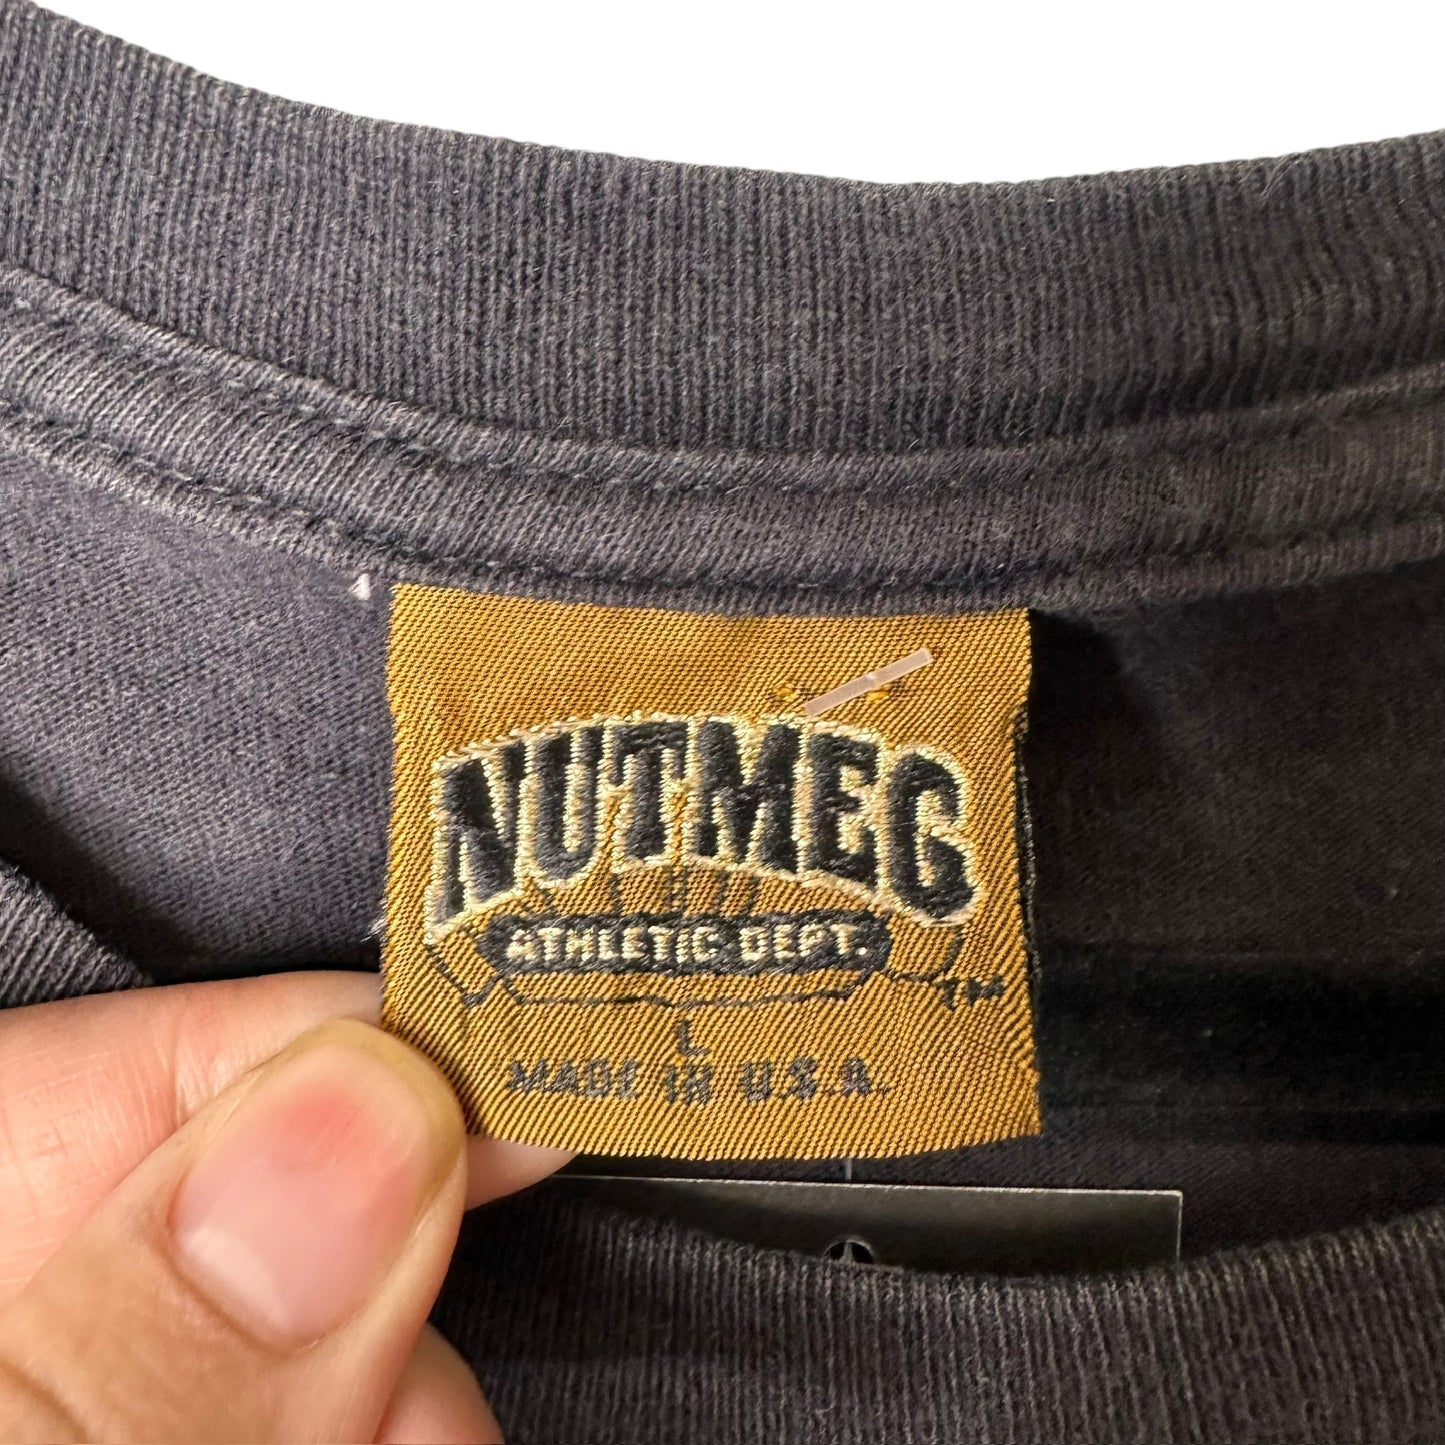 NUTMEG
ATHLETIC DEPT.
TM
L
MADE IN U.S.A.